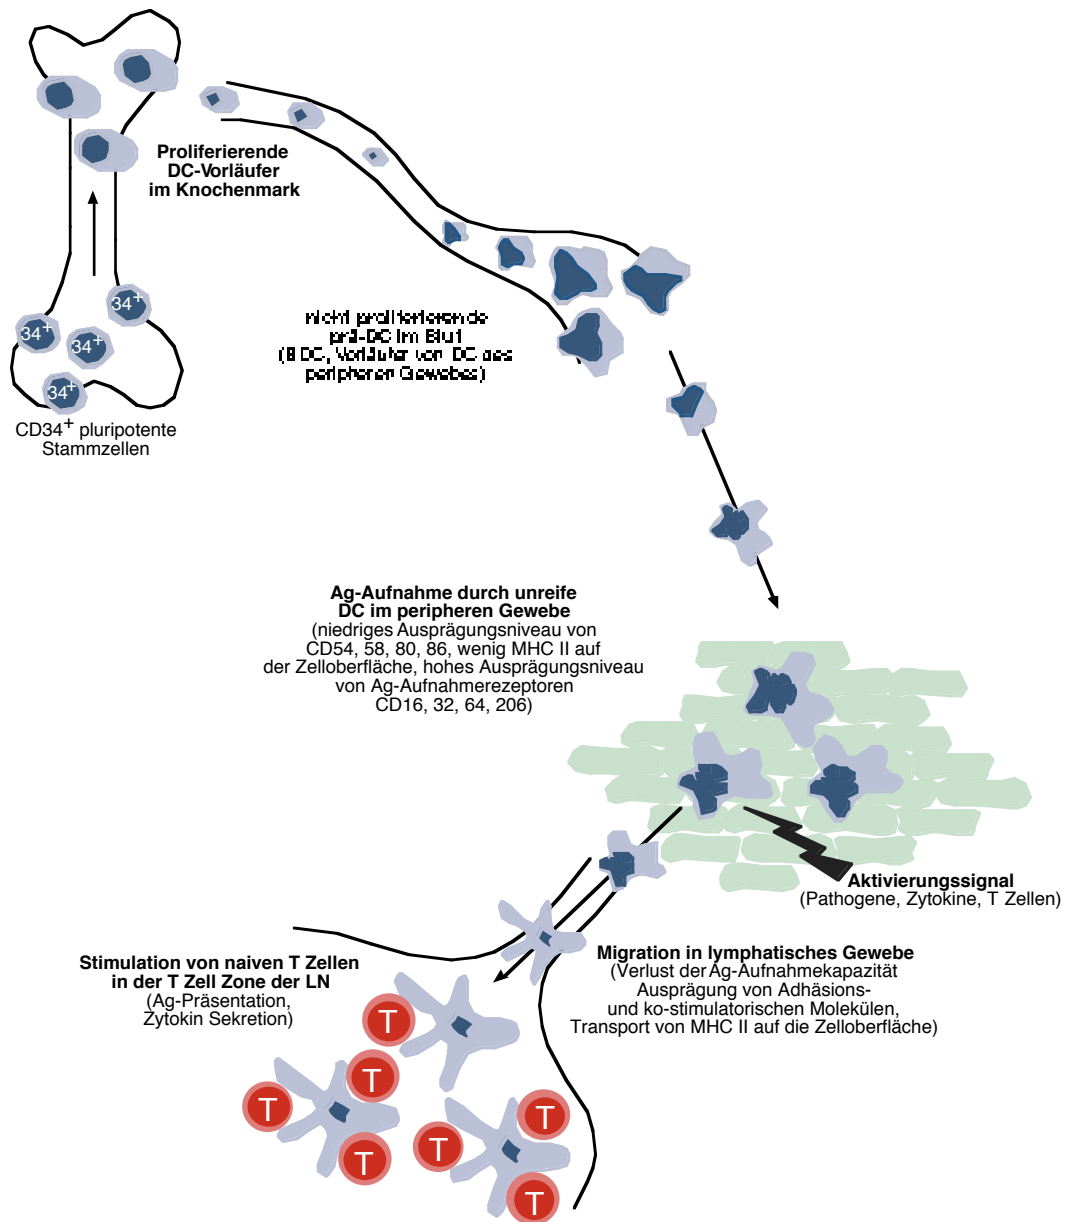 Proliferierende
DC-Vorläufer
im Knochenmark
34+
34+
34+
34+
CD34+ pluripotente
Stammzellen
nicht proliferierende
prä-DC im Blut
(BDC, Vorläufer von DC des
peripheren Gewebes)
Ag-Aufnahme durch unreife
DC im peripheren Gewebe
(niedriges Ausprägungsniveau von
CD54, 58, 80, 86, wenig MHC II auf
der Zelloberfläche, hohes Ausprägungsniveau
von Ag-Aufnahmerezeptoren
CD16, 32, 64, 206)
Aktivierungssignal
(Pathogene, Zytokine, T Zellen)
Migration in lymphatisches Gewebe
(Verlust der Ag-Aufnahmekapazität
Ausprägung von Adhäsions-
und ko-stimulatorischen Molekülen,
Transport von MHC II auf die Zelloberfläche)
Stimulation von naiven T Zellen
in der T Zell Zone der LN
(Ag-Präsentation,
Zytokin Sekretion)
T
T
T
T
T
T
T